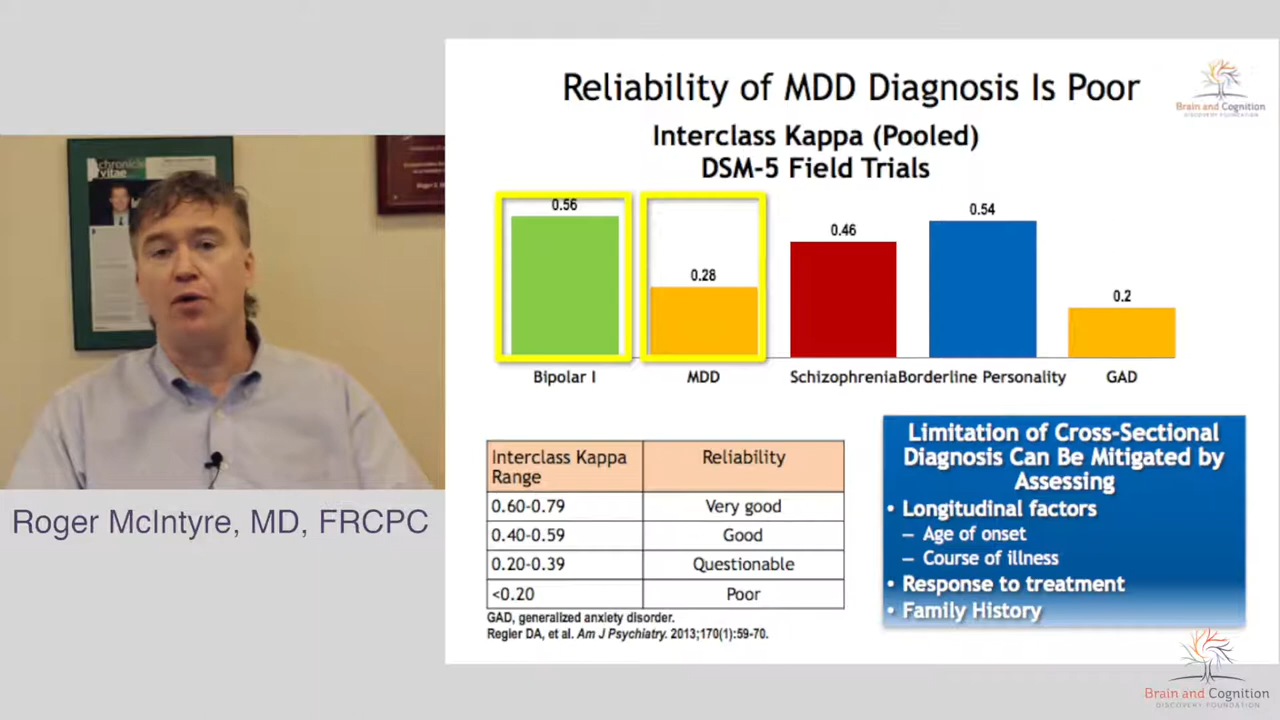 Reliability of MDD Diagnosis Is Poor
Brain and Cognition
DISCOVERY FOUNDATION
Interclass Kappa (Pooled)
DSM-5 Field Trials
0.56
0.28
0.46
0.54
0.2
Bipolar I
MDD
Schizophrenia
Borderline Personality
GAD
chronicle
vitae
Roger McIntyre, MD, FRCPC
Interclass Kappa Range
Reliability
0.60-0.79
Very good
0.40-0.59
Good
0.20-0.39
Questionable
<0.20
Poor
GAD, generalized anxiety disorder.
Regier DA, et al. Am J Psychiatry. 2013;170(1):59-70.
Limitation of Cross-Sectional
Diagnosis Can Be Mitigated by
Assessing
• Longitudinal factors
– Age of onset
– Course of illness
• Response to treatment
• Family History
Brain and Cognition
DISCOVERY FOUNDATION